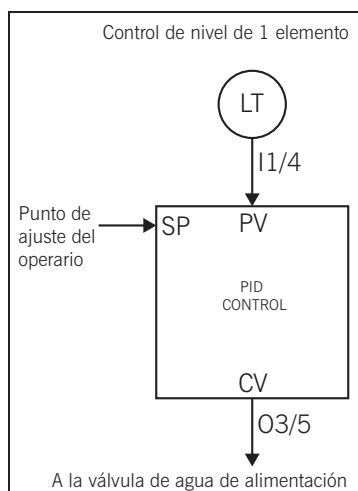 Control de nivel de 1 elemento
LT
I1/4
Punto de
ajuste del
operario
SP
PV
PID
CONTROL
CV
O3/5
A la válvula de agua de alimentación